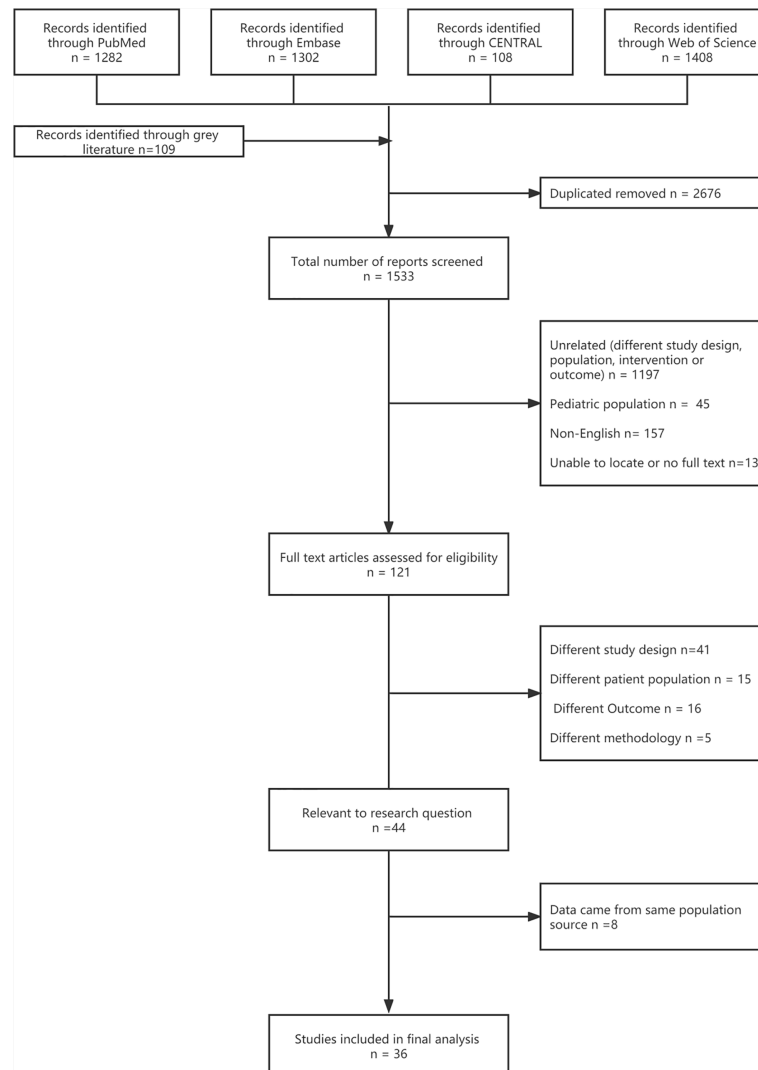 Records identified
through PubMed
n = 1282
Records identified
through Embase
n = 1302
Records identified
through CENTRAL
n = 108
Records identified
through Web of Science
n = 1408
Records identified through grey
literature n=109
Duplicated removed n = 2676
Total number of reports screened
n = 1533
Unrelated (different study design,
population, intervention or
outcome) n = 1197
Pediatric population n = 45
Non-English n= 157
Unable to locate or no full text n=13
Full text articles assessed for eligibility
n = 121
Different study design n=41
Different patient population n = 15
Different Outcome n = 16
Different methodology n =5
Relevant to research question
n =44
Data came from same population
source n =8
Studies included in final analysis
n = 36